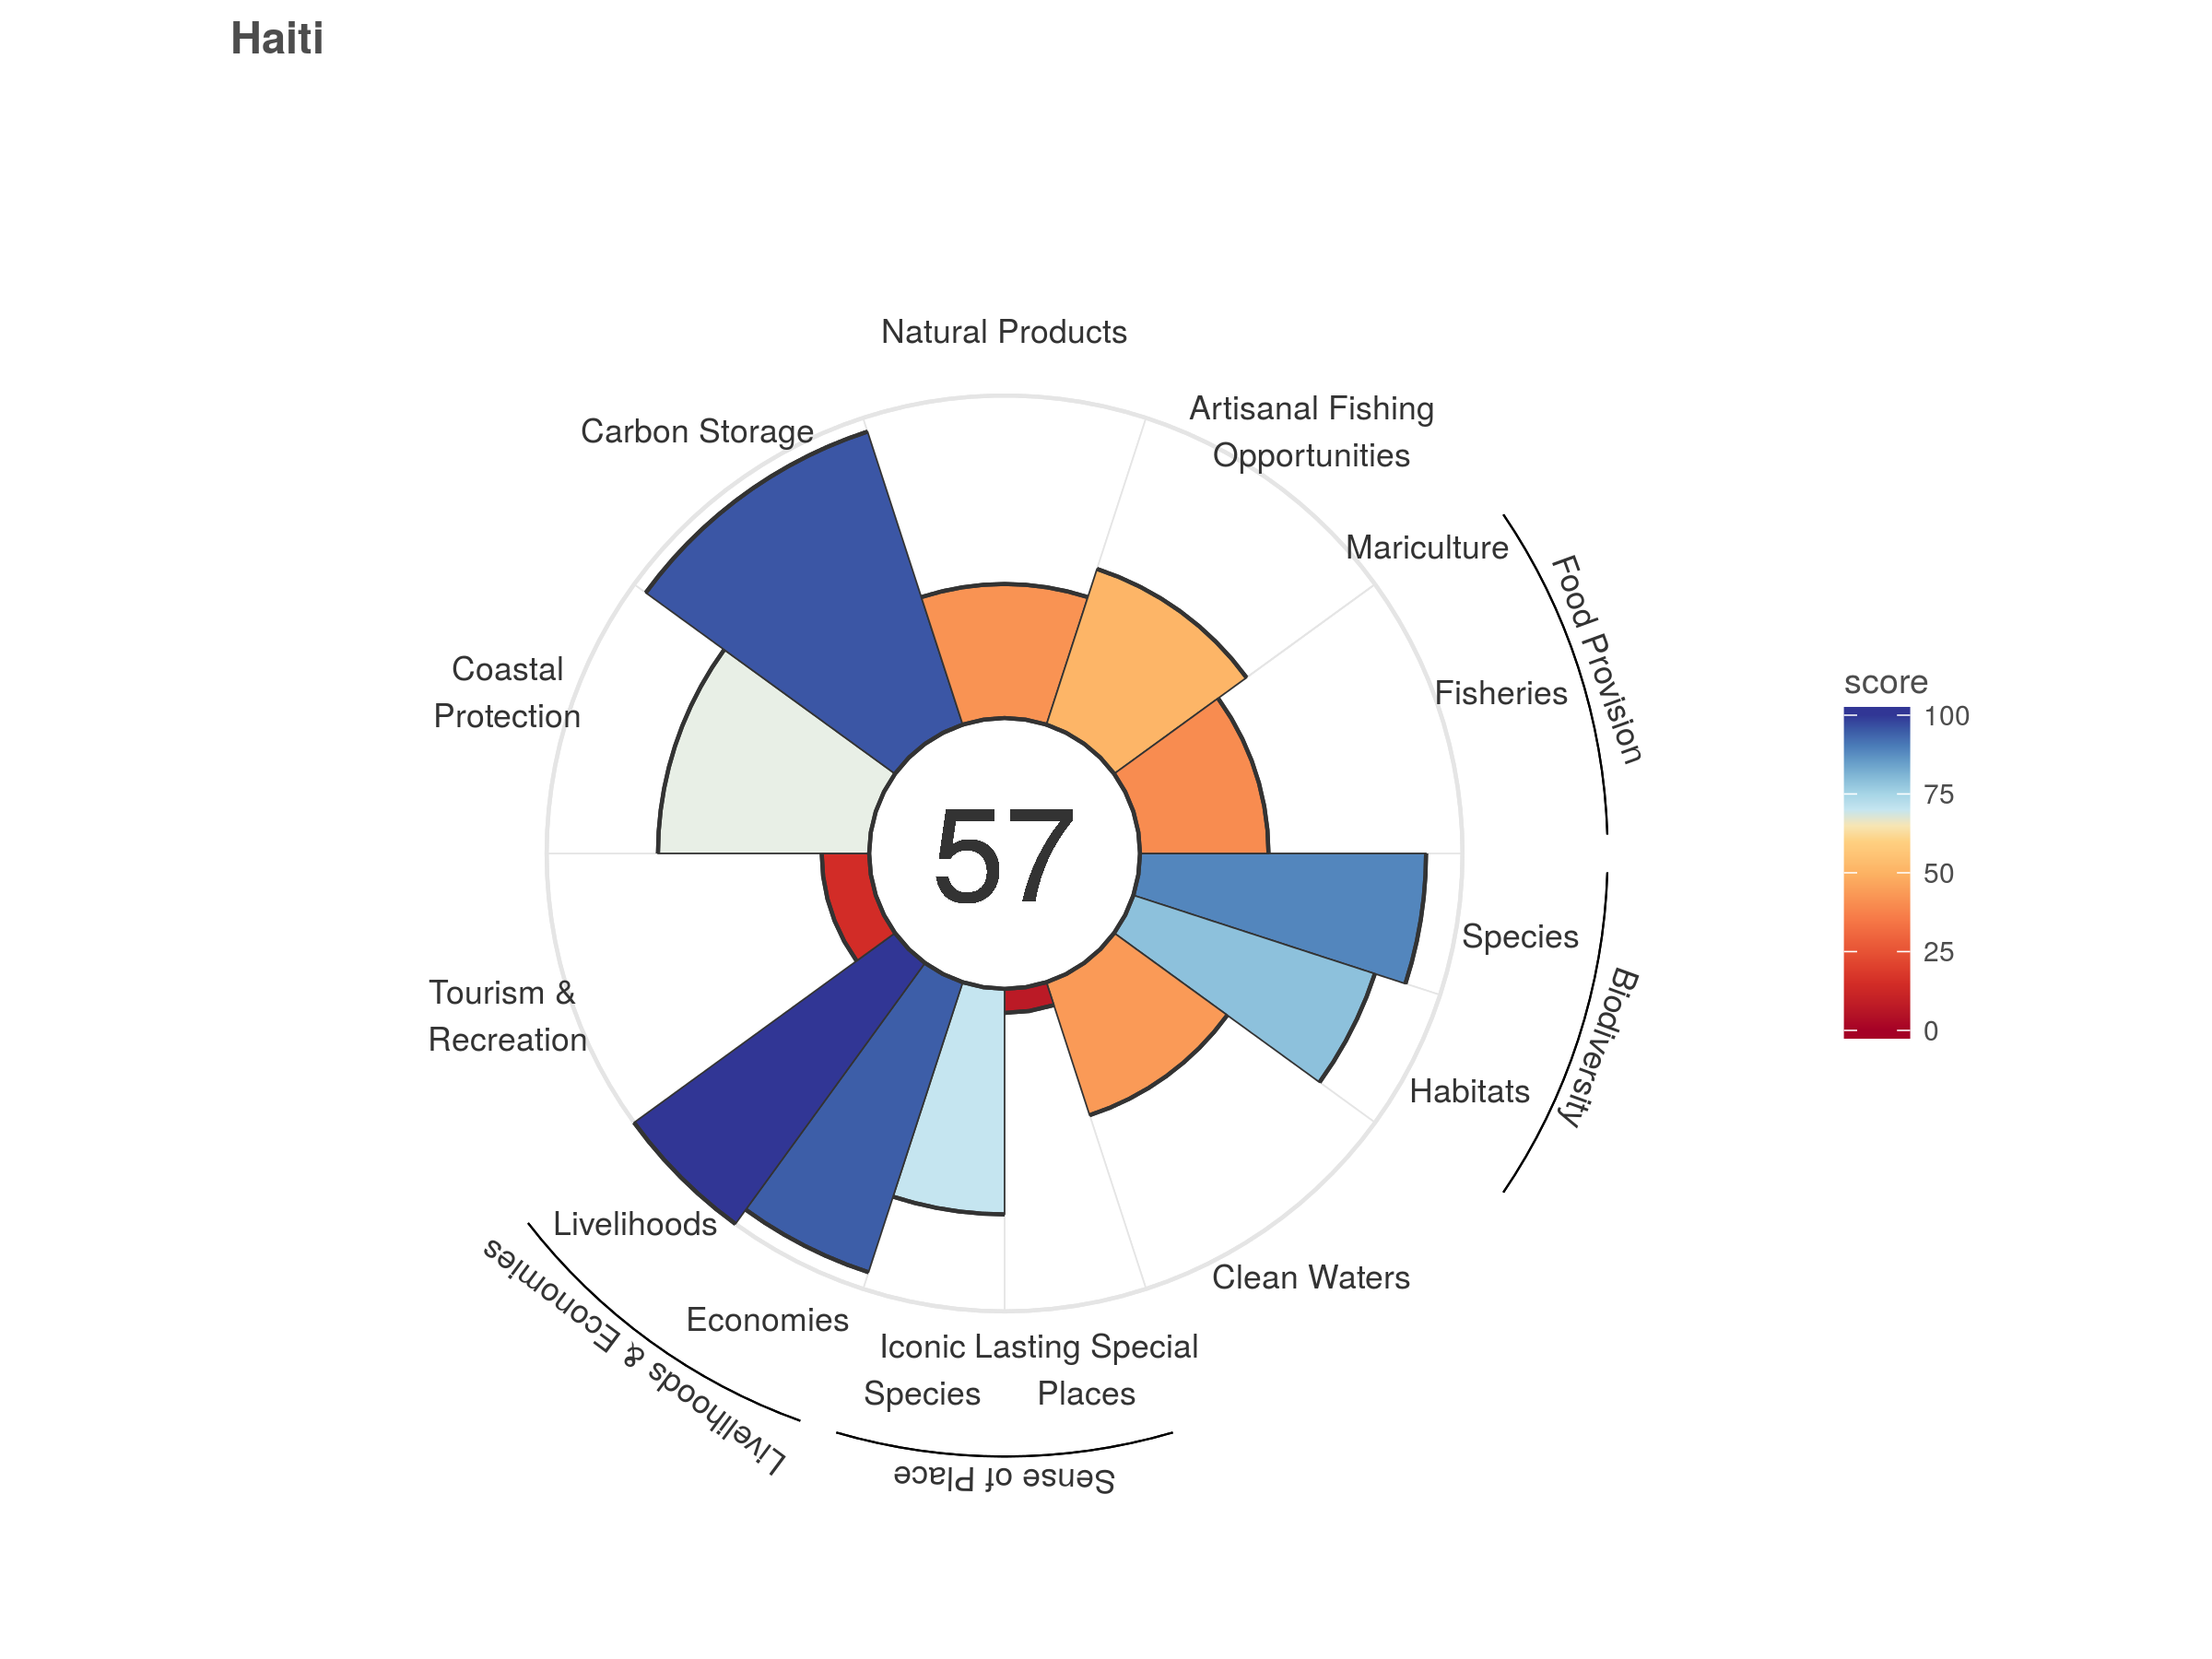 Haiti
Natural Products
Artisanal Fishing
Opportunities
Carbon Storage
Mariculture
Food Provision
Fisheries
Coastal
Protection
score
100
75
50
25
0
57
Species
Biodiversity
Habitats
Tourism &
Recreation
Livelihoods
Livelihoods & Economies
Economies
Clean Waters
Iconic
Species
Lasting Special
Places
Sense of Place